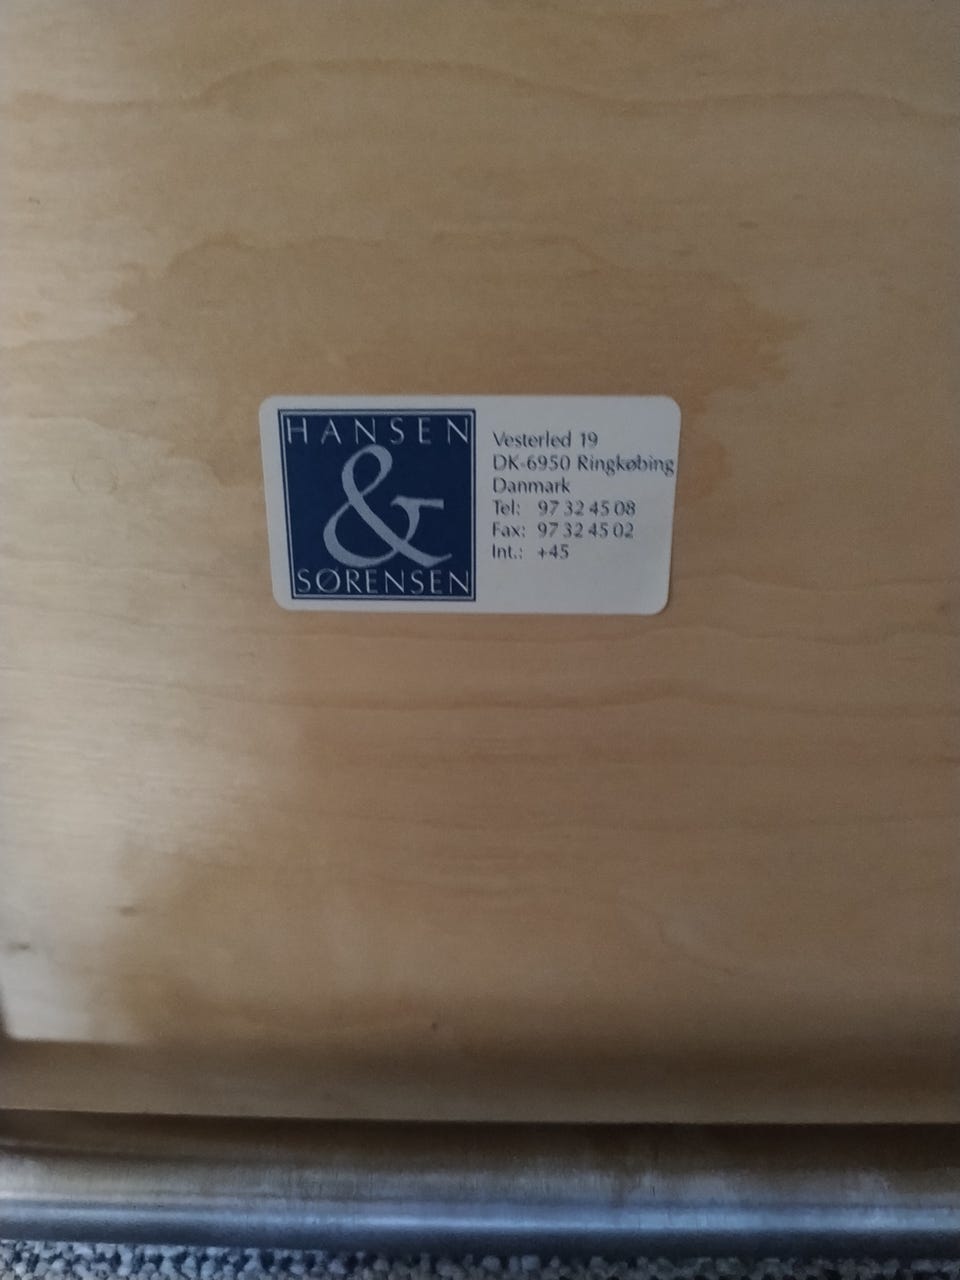 HANSEN
&
SØRENSEN
Vesterled 19
DK-6950 Ringkøbing
Danmark
Tel: 97 32 45 08
Fax: 97 32 45 02
Int.: +45